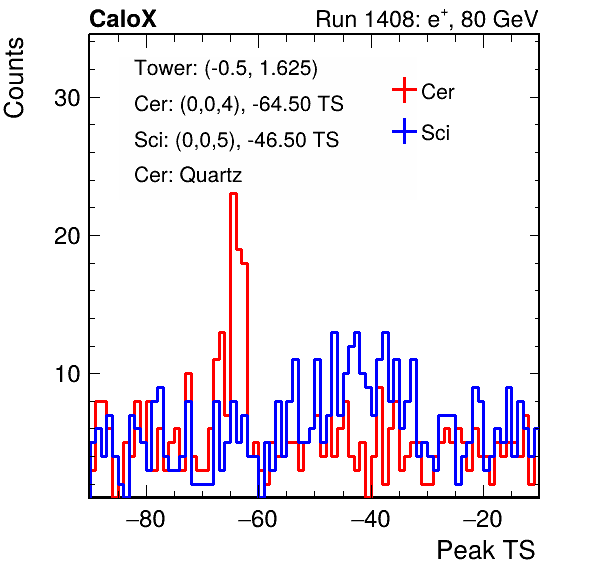 CaloX Run 1408: e⁺, 80 GeV
Counts
Tower: (-0.5, 1.625)
Cer: (0,0,4), -64.50 TS
Sci: (0,0,5), -46.50 TS
Cer: Quartz
Cer
Sci
30
20
10
−80 −60 −40 −20
Peak TS